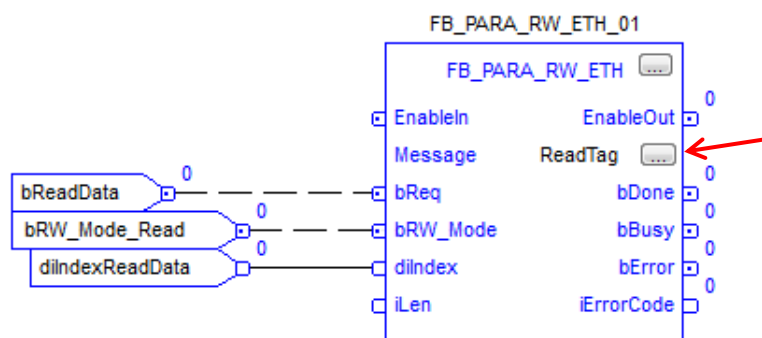 FB_PARA_RW_ETH_01
FB_PARA_RW_ETH ...
0
EnableIn EnableOut
Message ReadTag ...
0 0
bReadData bReq bDone
0 0
bRW_Mode_Read bRW_Mode bBusy
0 0
diIndexReadData diIndex bError
0
iLen iErrorCode